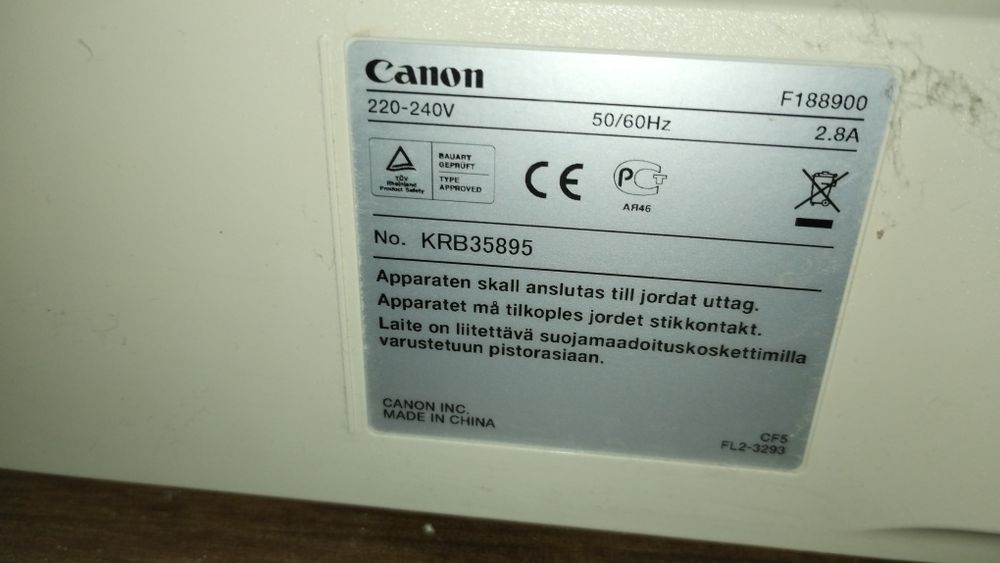 Canon
F188900
220-240V 50/60Hz 2.8A
TÜV
Rheinland
Product Safety
BAUART
GEPRÜFT
TYPE
APPROVED
CE
РСТ
АЯ46
No. KRB35895
Apparaten skall anslutas till jordat uttag.
Apparatet må tilkoples jordet stikkontakt.
Laite on liitettävä suojamaadoituskoskettimilla
varustetuun pistorasiaan.
CANON INC.
MADE IN CHINA
CF5
FL2-3293